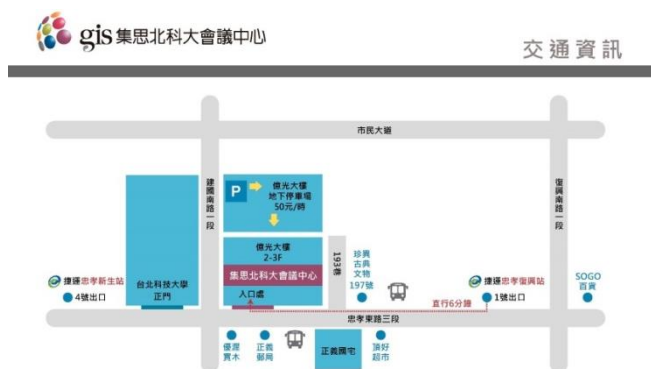 gis 集思北科大會議中心
交通資訊
市民大道
建國南路一段
復興南路一段
P
億光大樓
地下停車場
50元/時
億光大樓
2-3F
集思北科大會議中心
入口處
193巷
珍興
古典
文物
197號
捷運忠孝新生站
4號出口
台北科技大學
正門
捷運忠孝復興站
1號出口
SOGO
百貨
直行6分鐘
忠孝東路三段
優渥
實木
正義
郵局
正義國宅
頂好
超市